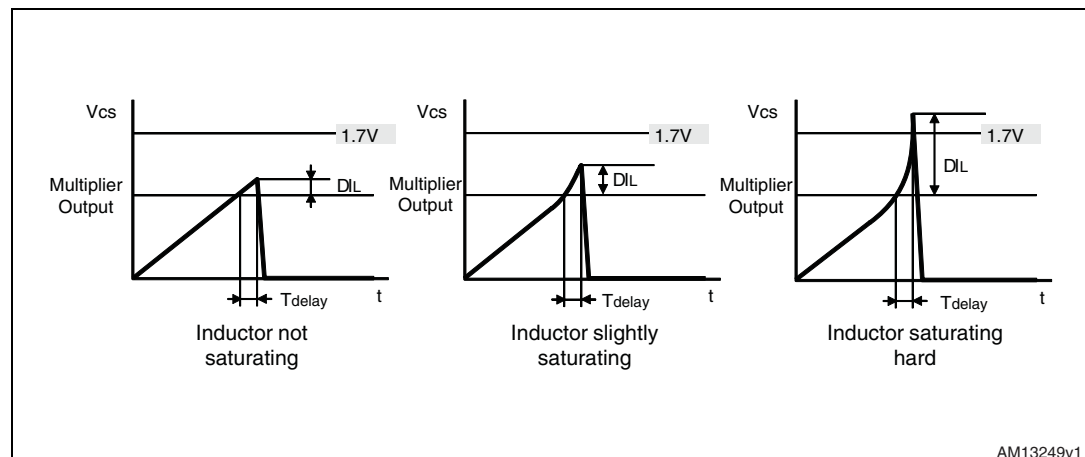 Vcs
1.7V
Multiplier
Output
DIL
Tdelay
t
Inductor not
saturating
Vcs
1.7V
Multiplier
Output
DIL
Tdelay
t
Inductor slightly
saturating
Vcs
1.7V
Multiplier
Output
DIL
Tdelay
t
Inductor saturating
hard
AM13249v1